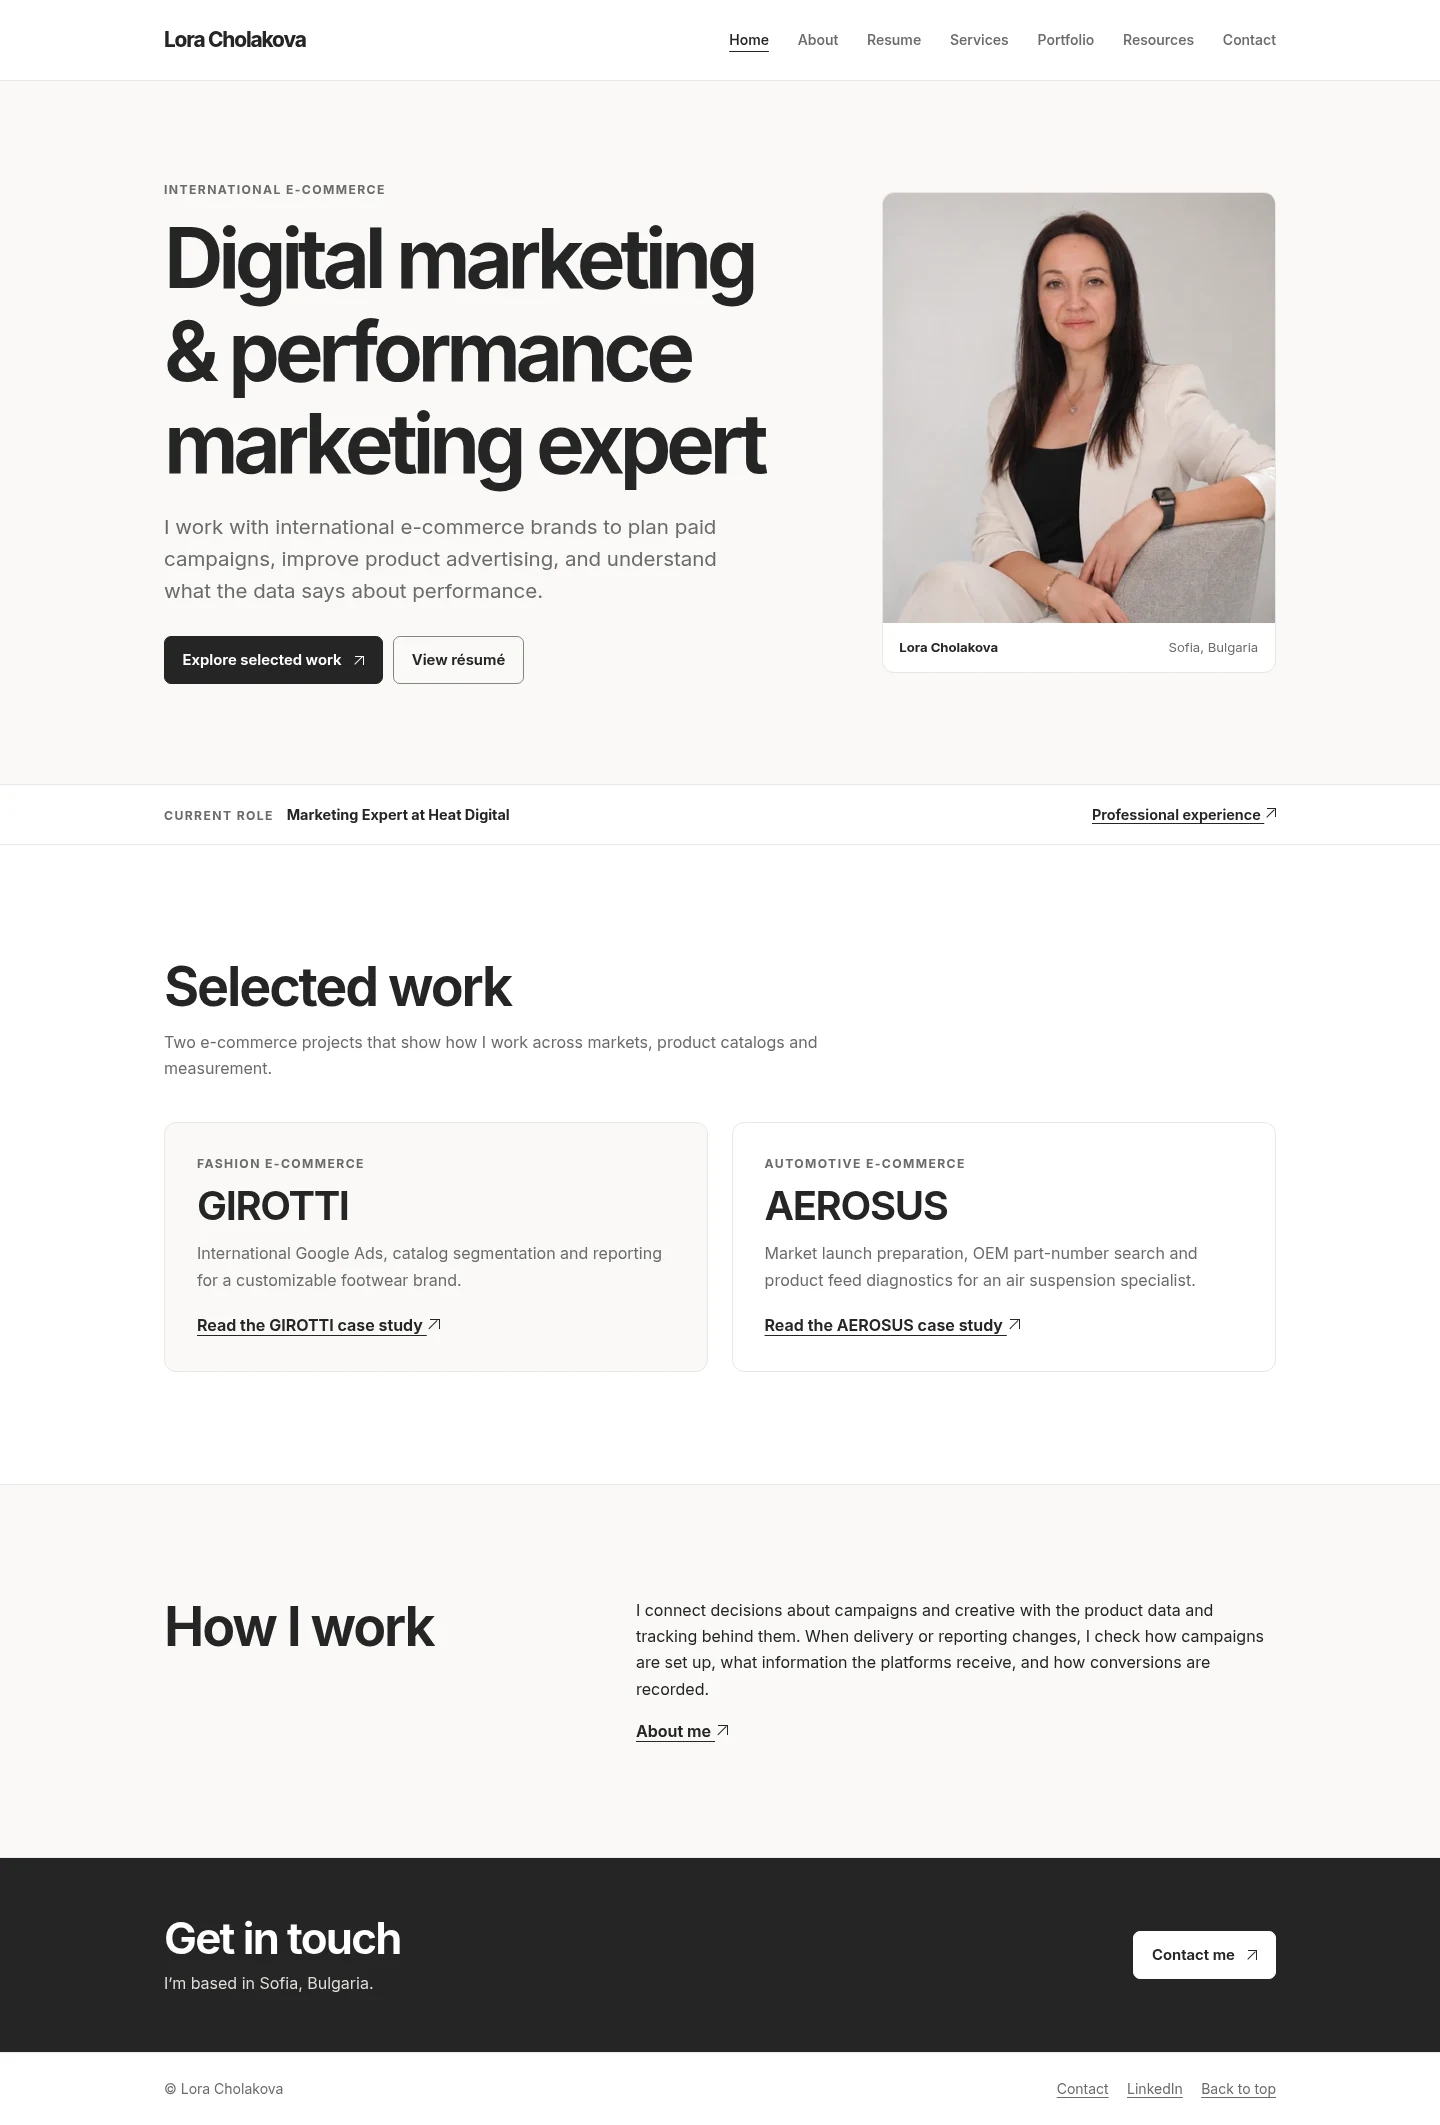 Lora Cholakova
Home About Resume Services Portfolio Resources Contact
INTERNATIONAL E-COMMERCE
Digital marketing
& performance
marketing expert
I work with international e-commerce brands to plan paid
campaigns, improve product advertising, and understand
what the data says about performance.
Explore selected work View résumé
Lora Cholakova Sofia, Bulgaria
CURRENT ROLE Marketing Expert at Heat Digital Professional experience
Selected work
Two e-commerce projects that show how I work across markets, product catalogs and
measurement.
FASHION E-COMMERCE
GIROTTI
International Google Ads, catalog segmentation and reporting
for a customizable footwear brand.
Read the GIROTTI case study
AUTOMOTIVE E-COMMERCE
AEROSUS
Market launch preparation, OEM part-number search and
product feed diagnostics for an air suspension specialist.
Read the AEROSUS case study
How I work
I connect decisions about campaigns and creative with the product data and
tracking behind them. When delivery or reporting changes, I check how campaigns
are set up, what information the platforms receive, and how conversions are
recorded.
About me
Get in touch
I’m based in Sofia, Bulgaria.
Contact me
© Lora Cholakova
Contact LinkedIn Back to top